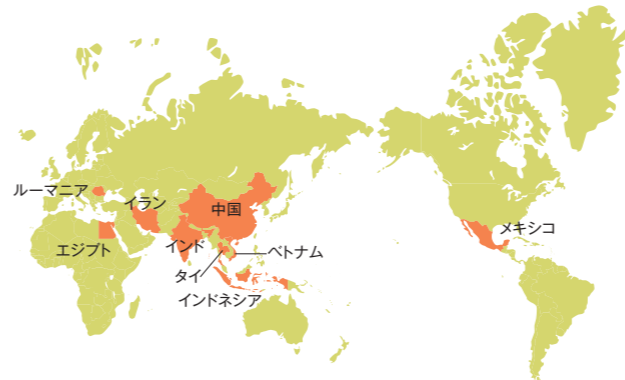 ルーマニア
イラン
中国
メキシコ
エジプト
インド
ベトナム
タイ
インドネシア